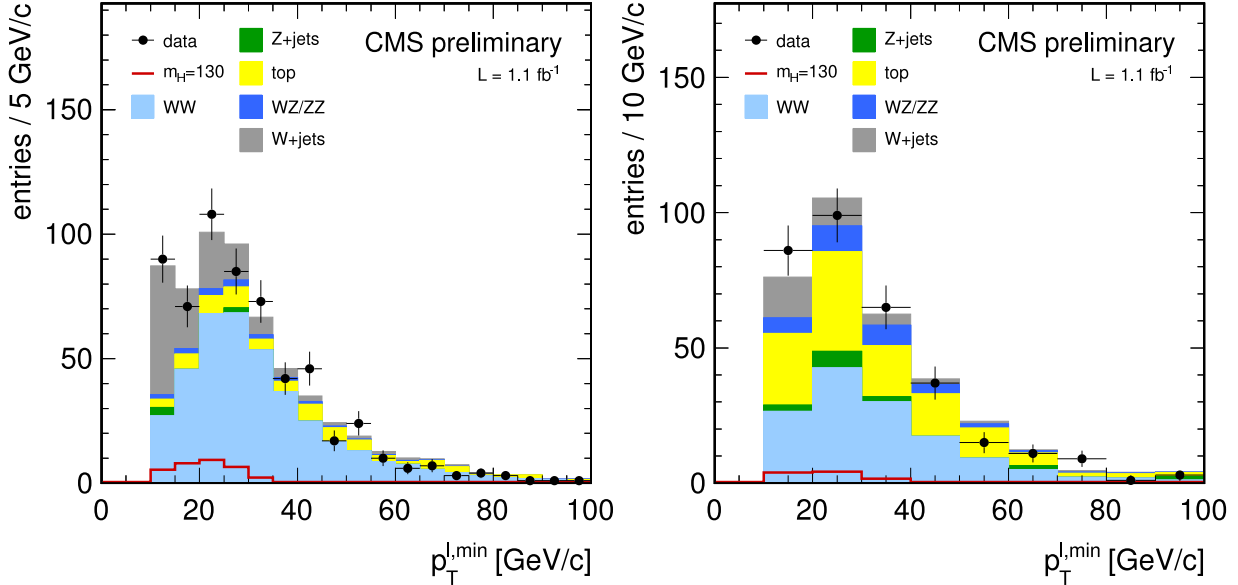 entries / 5 GeV/c
150
100
50
0
0 20 40 60 80 100
p_T^{l,min} [GeV/c]
data
m_H=130
WW
Z+jets
top
WZ/ZZ
W+jets
CMS preliminary
L = 1.1 fb⁻¹
entries / 10 GeV/c
150
100
50
0
0 20 40 60 80 100
p_T^{l,min} [GeV/c]
data
m_H=130
WW
Z+jets
top
WZ/ZZ
W+jets
CMS preliminary
L = 1.1 fb⁻¹